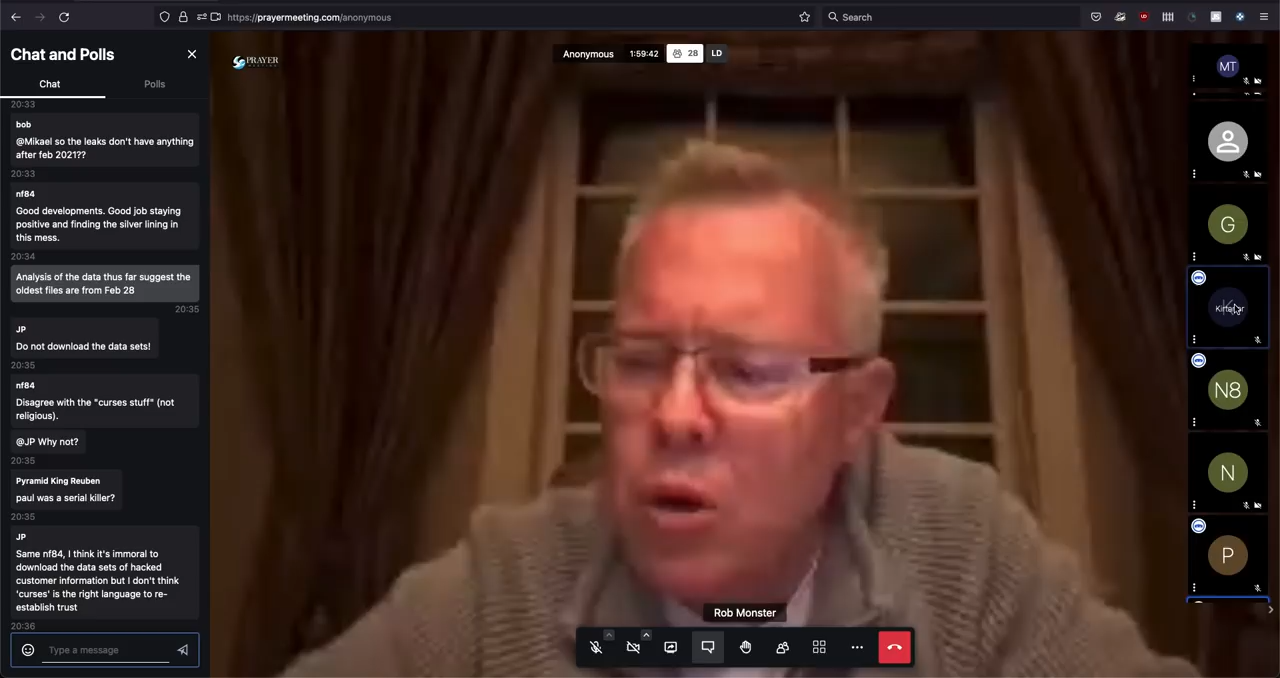 https://prayermeeting.com/anonymous
Search
Chat and Polls
Chat
Polls
20:33
bob
@Mikael so the leaks don't have anything
after feb 2021??
20:33
nf84
Good developments. Good job staying
positive and finding the silver lining in
this mess.
20:34
Analysis of the data thus far suggest the
oldest files are from Feb 28
20:35
JP
Do not download the data sets!
20:35
nf84
Disagree with the "curses stuff" (not
religious).
@JP Why not?
20:35
Pyramid King Reuben
paul was a serial killer?
20:35
JP
Same nf84, I think it's immoral to
download the data sets of hacked
customer information but I don't think
'curses' is the right language to re-
establish trust
20:36
Type a message
PRAYER
MEETING
Anonymous
1:59:42
28
LD
Rob Monster
MT
G
N8
N
P